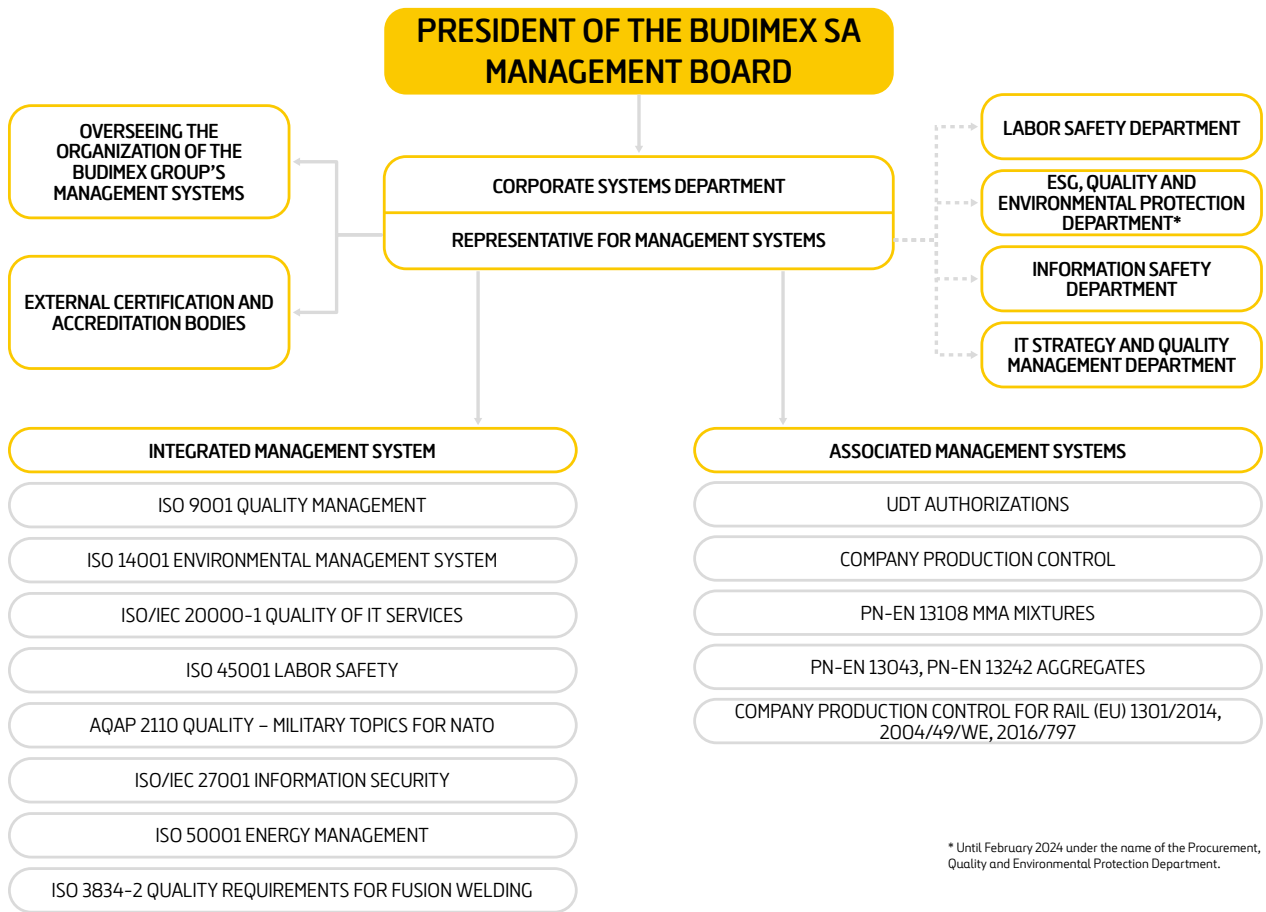 PRESIDENT OF THE BUDIMEX SA
MANAGEMENT BOARD
OVERSEEING THE
ORGANIZATION OF THE
BUDIMEX GROUP'S
MANAGEMENT SYSTEMS
EXTERNAL CERTIFICATION AND
ACCREDITATION BODIES
CORPORATE SYSTEMS DEPARTMENT
REPRESENTATIVE FOR MANAGEMENT SYSTEMS
LABOR SAFETY DEPARTMENT
ESG, QUALITY AND
ENVIRONMENTAL PROTECTION
DEPARTMENT*
INFORMATION SAFETY
DEPARTMENT
IT STRATEGY AND QUALITY
MANAGEMENT DEPARTMENT
INTEGRATED MANAGEMENT SYSTEM
ISO 9001 QUALITY MANAGEMENT
ISO 14001 ENVIRONMENTAL MANAGEMENT SYSTEM
ISO/IEC 20000-1 QUALITY OF IT SERVICES
ISO 45001 LABOR SAFETY
AQAP 2110 QUALITY – MILITARY TOPICS FOR NATO
ISO/IEC 27001 INFORMATION SECURITY
ISO 50001 ENERGY MANAGEMENT
ISO 3834-2 QUALITY REQUIREMENTS FOR FUSION WELDING
ASSOCIATED MANAGEMENT SYSTEMS
UDT AUTHORIZATIONS
COMPANY PRODUCTION CONTROL
PN-EN 13108 MMA MIXTURES
PN-EN 13043, PN-EN 13242 AGGREGATES
COMPANY PRODUCTION CONTROL FOR RAIL (EU) 1301/2014,
2004/49/WE, 2016/797
* Until February 2024 under the name of the Procurement,
Quality and Environmental Protection Department.